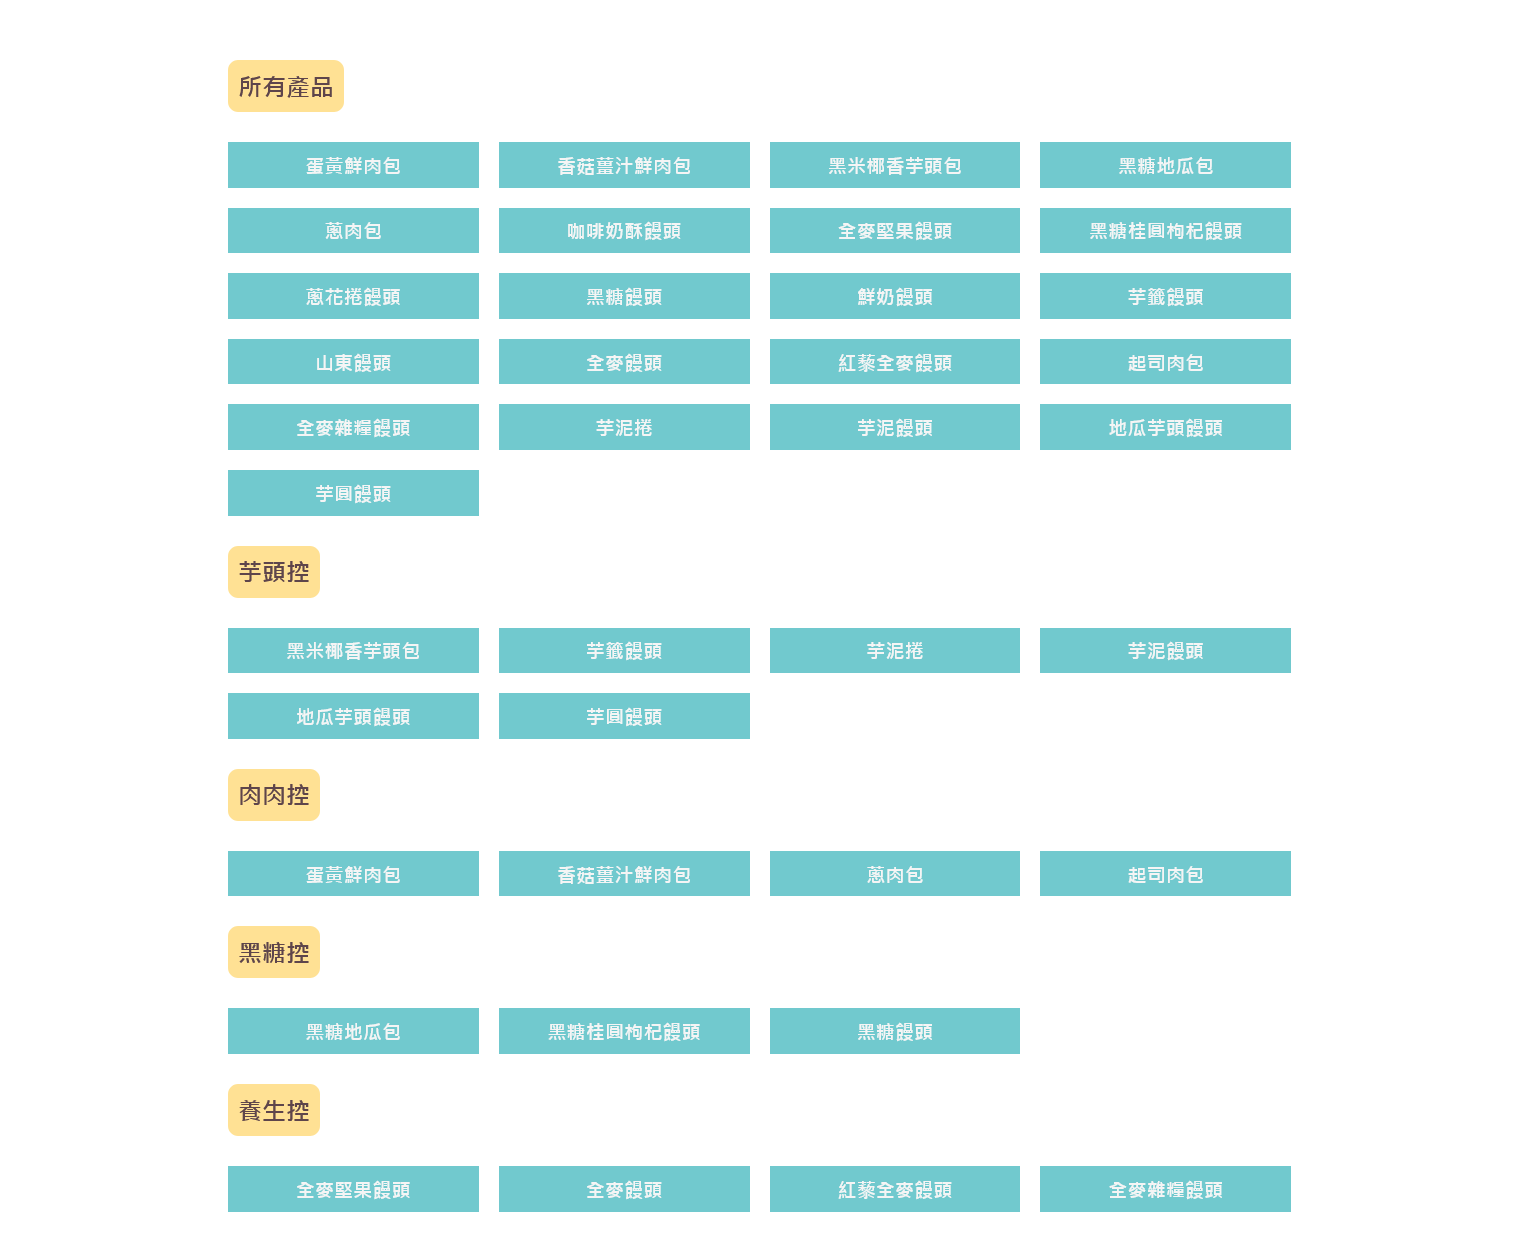 所有產品
蛋黃鮮肉包 香菇薑汁鮮肉包 黑米椰香芋頭包 黑糖地瓜包
蔥肉包 咖啡奶酥饅頭 全麥堅果饅頭 黑糖桂圓枸杞饅頭
蔥花捲饅頭 黑糖饅頭 鮮奶饅頭 芋籤饅頭
山東饅頭 全麥饅頭 紅藜全麥饅頭 起司肉包
全麥雜糧饅頭 芋泥捲 芋泥饅頭 地瓜芋頭饅頭
芋圓饅頭
芋頭控
黑米椰香芋頭包 芋籤饅頭 芋泥捲 芋泥饅頭
地瓜芋頭饅頭 芋圓饅頭
肉肉控
蛋黃鮮肉包 香菇薑汁鮮肉包 蔥肉包 起司肉包
黑糖控
黑糖地瓜包 黑糖桂圓枸杞饅頭 黑糖饅頭
養生控
全麥堅果饅頭 全麥饅頭 紅藜全麥饅頭 全麥雜糧饅頭